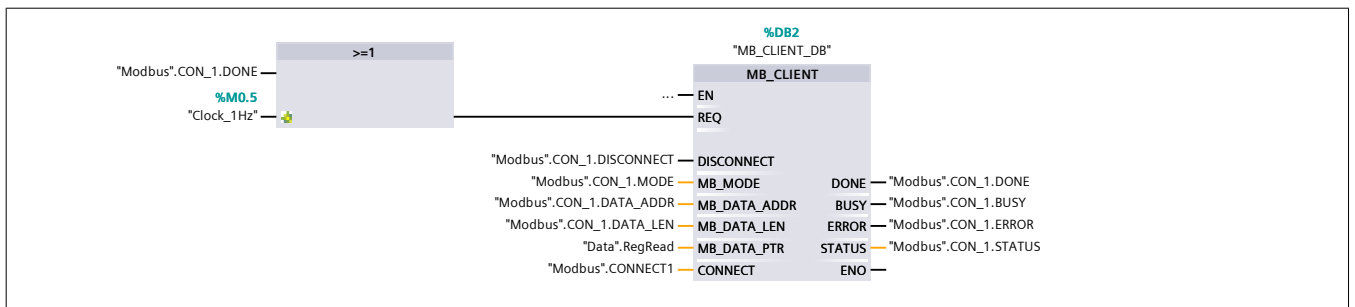 >=1
"Modbus".CON_1.DONE
%M0.5
"Clock_1Hz"
%DB2
"MB_CLIENT_DB"
MB_CLIENT
... EN
REQ
"Modbus".CON_1.DISCONNECT DISCONNECT
"Modbus".CON_1.MODE MB_MODE DONE "Modbus".CON_1.DONE
"Modbus".CON_1.DATA_ADDR MB_DATA_ADDR BUSY "Modbus".CON_1.BUSY
"Modbus".CON_1.DATA_LEN MB_DATA_LEN ERROR "Modbus".CON_1.ERROR
"Data".RegRead MB_DATA_PTR STATUS "Modbus".CON_1.STATUS
"Modbus".CONNECT1 CONNECT ENO